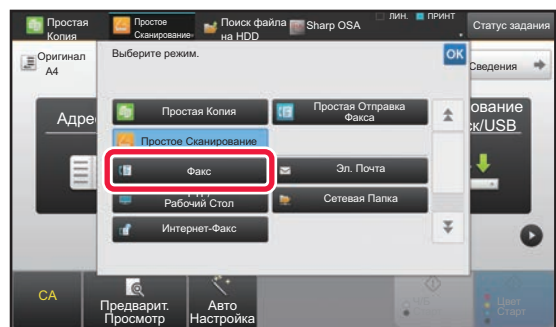 Простая
Копия
Простое
Сканирование
Поиск файла
на HDD
Sharp OSA
ЛИН.
ПРИНТ
Статус задания
Оригинал
A4
Выберите режим.
OK
Сведения
Простая Копия
Простая Отправка
Факса
Простое Сканирование
Факс
Эл. Почта
Рабочий Стол
Сетевая Папка
Интернет-Факс
Адре
ование
ск/USB
CA
Предварит.
Просмотр
Авто
Настройка
Ч/Б
Старт
Цвет
Старт